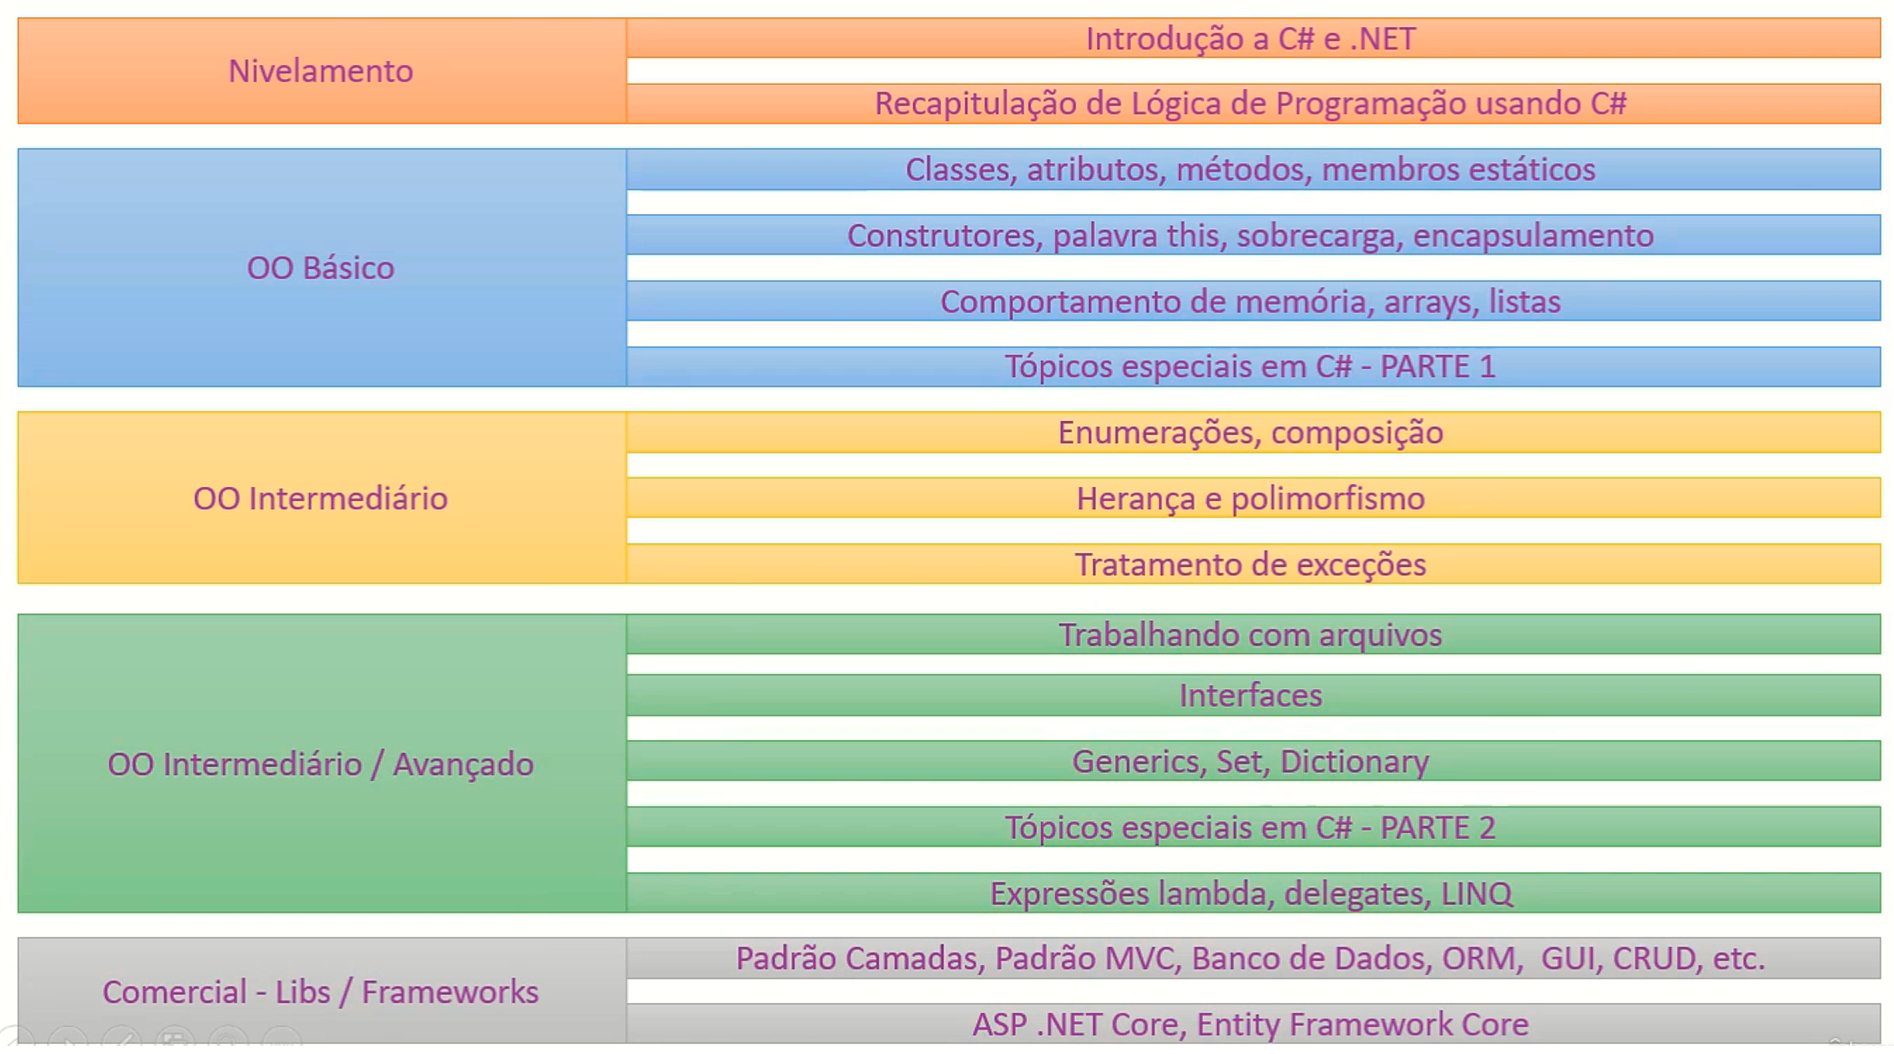 Nivelamento
Introdução a C# e .NET
Recapitulação de Lógica de Programação usando C#
OO Básico
Classes, atributos, métodos, membros estáticos
Construtores, palavra this, sobrecarga, encapsulamento
Comportamento de memória, arrays, listas
Tópicos especiais em C# - PARTE 1
OO Intermediário
Enumerações, composição
Herança e polimorfismo
Tratamento de exceções
OO Intermediário / Avançado
Trabalhando com arquivos
Interfaces
Generics, Set, Dictionary
Tópicos especiais em C# - PARTE 2
Expressões lambda, delegates, LINQ
Comercial - Libs / Frameworks
Padrão Camadas, Padrão MVC, Banco de Dados, ORM, GUI, CRUD, etc.
ASP .NET Core, Entity Framework Core